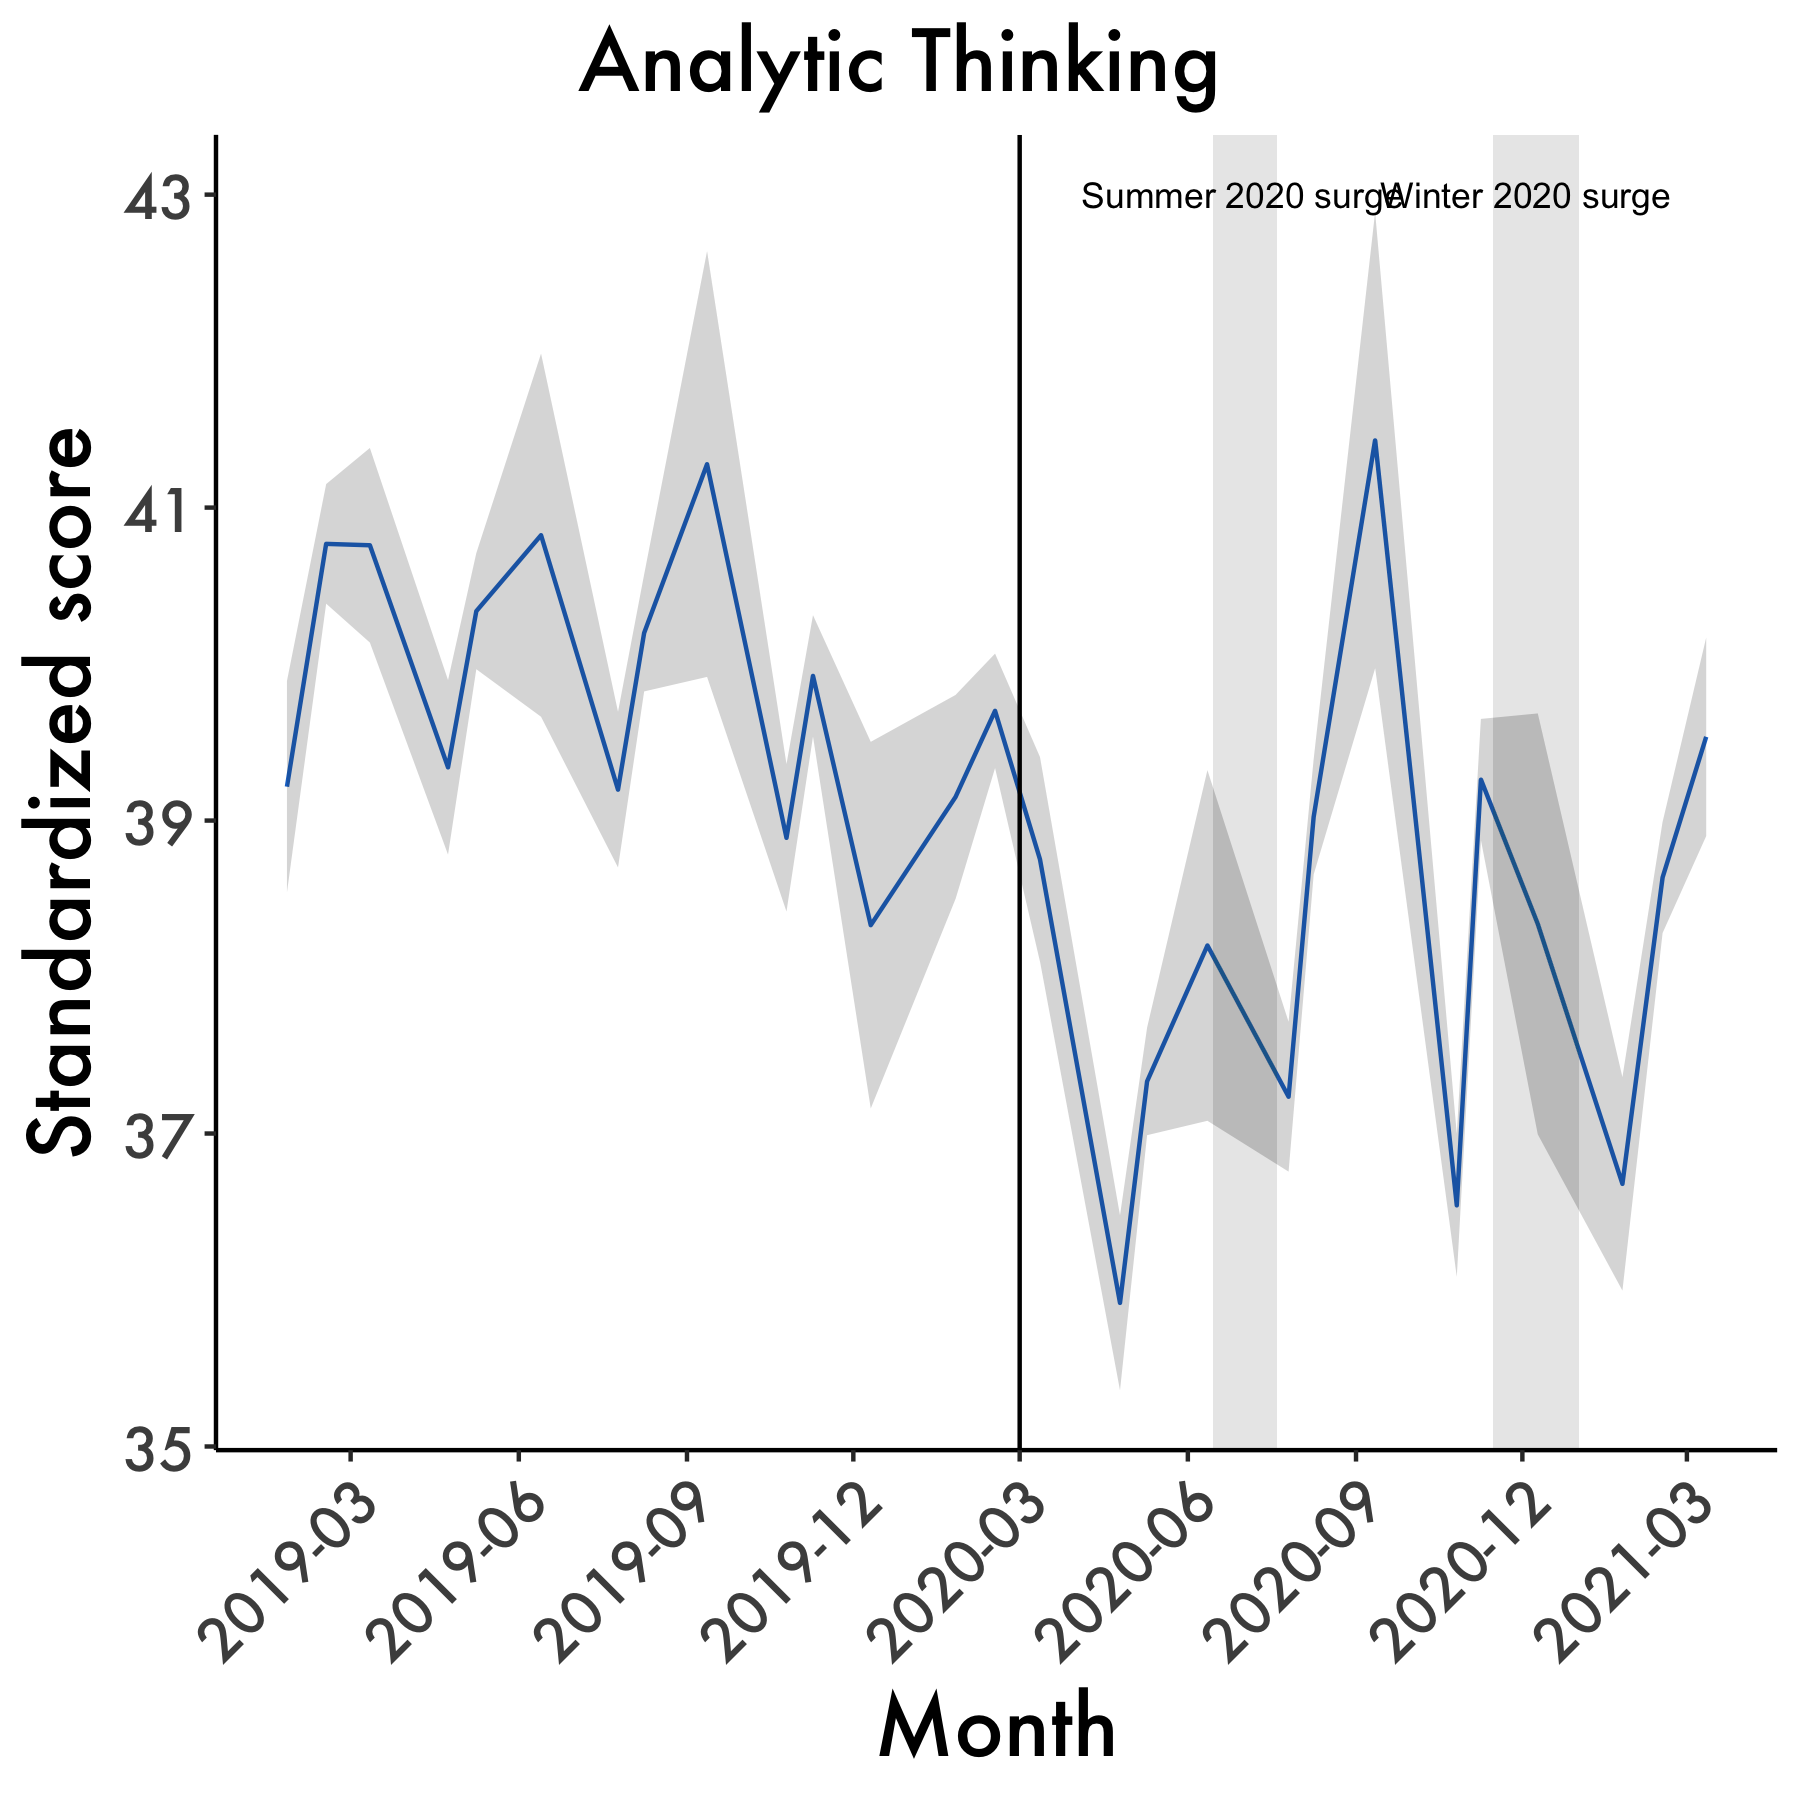 Analytic Thinking
Standardized score
43
41
39
37
35
Summer 2020 surge
Winter 2020 surge
2019-03
2019-06
2019-09
2019-12
2020-03
2020-06
2020-09
2020-12
2021-03
Month